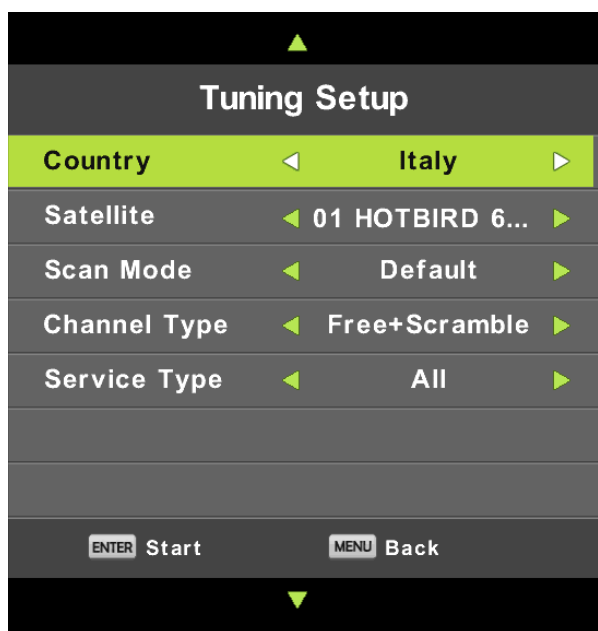 Tuning Setup
Country Italy
Satellite 01 HOTBIRD 6...
Scan Mode Default
Channel Type Free+Scramble
Service Type All
ENTER Start MENU Back